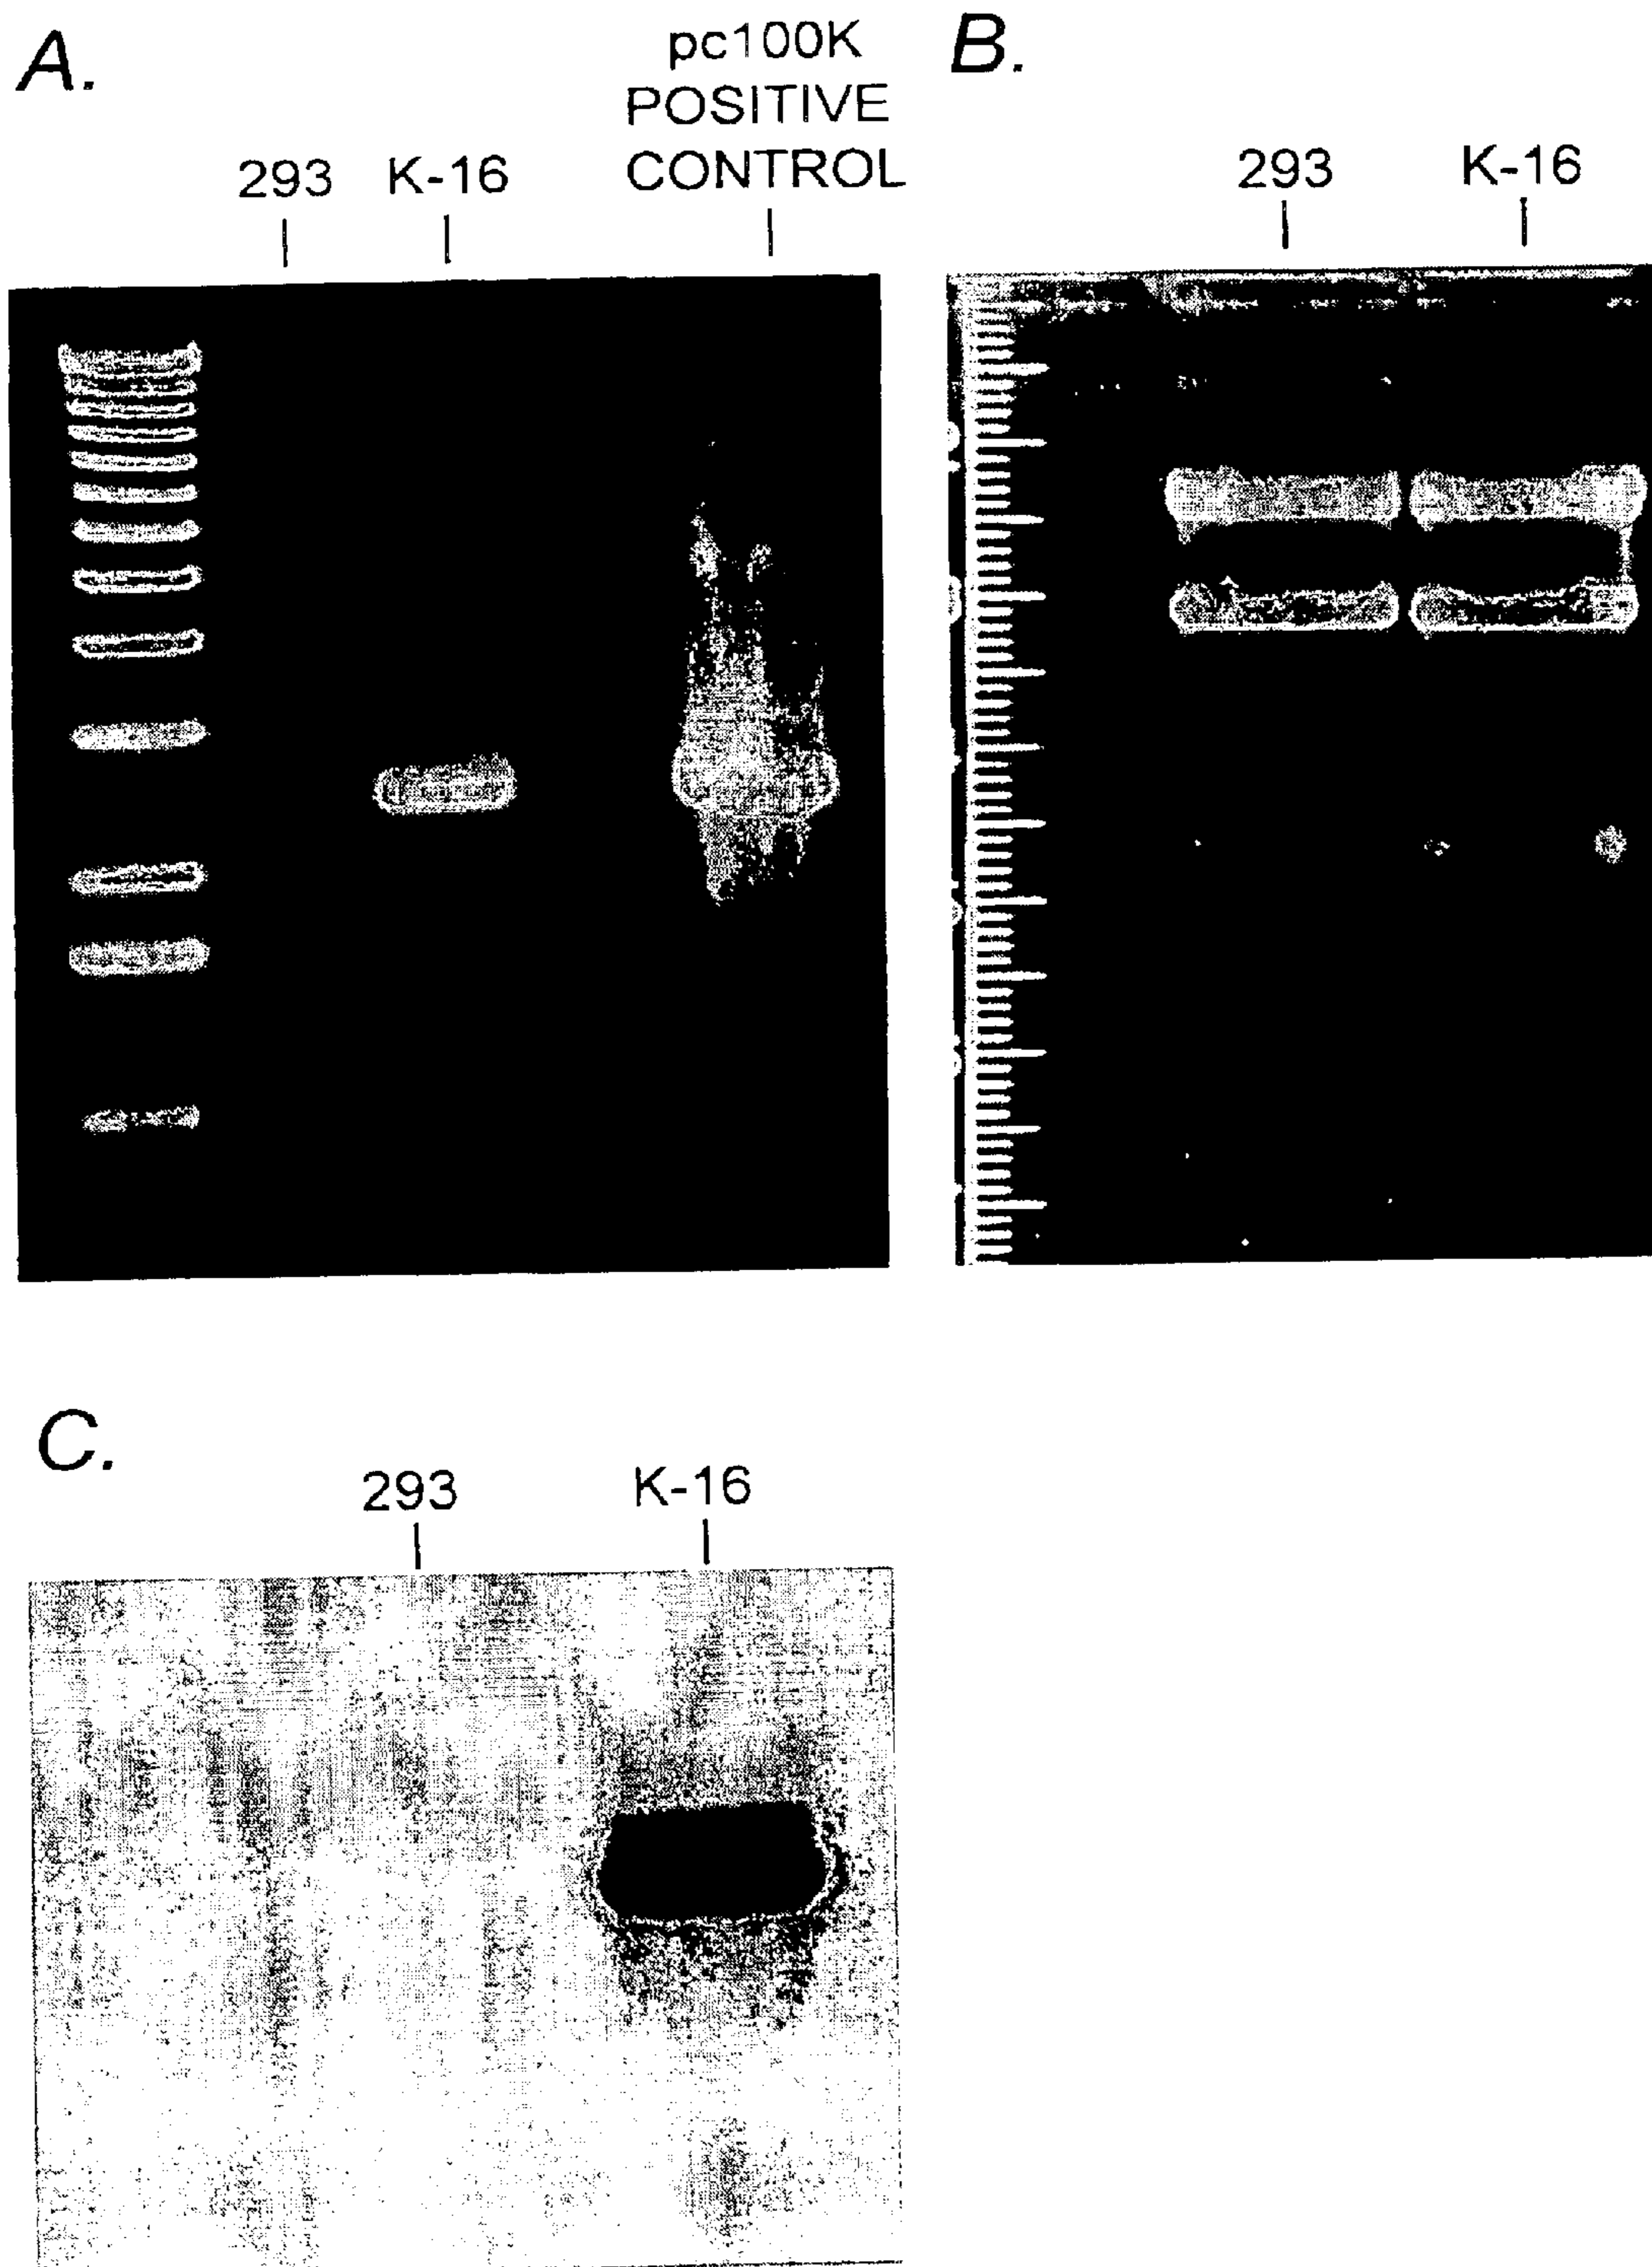 A.
293
K-16
pc100K
POSITIVE
CONTROL
B.
293
K-16
C.
293
K-16